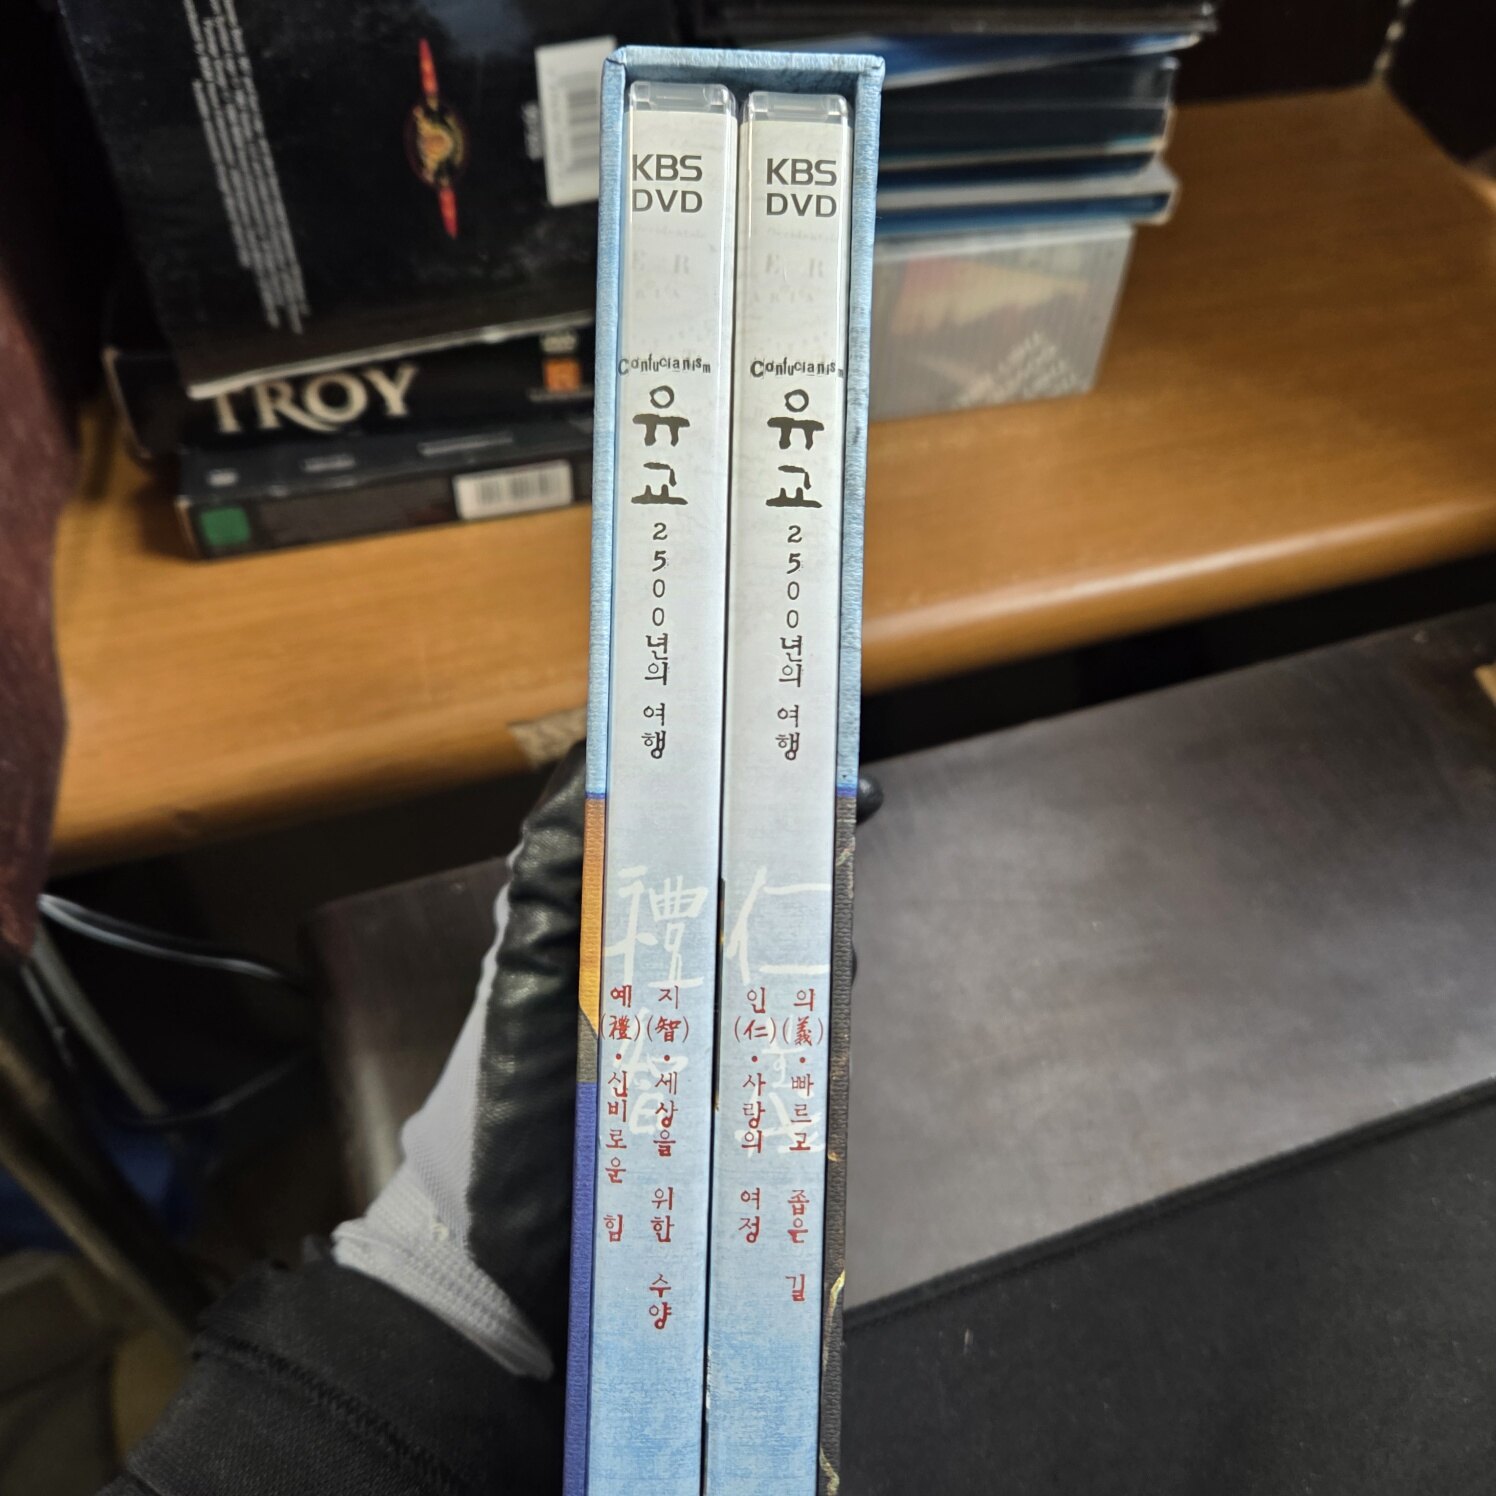 KBS
DVD
Confucianism
유교
2500년의 여행
禮
智
예(禮)·신비로운 힘
지(智)·세상을 위한 수양
KBS
DVD
Confucianism
유교
2500년의 여행
仁
義
인(仁)·사랑의 여정
의(義)·빠르고 좁은 길
TROY